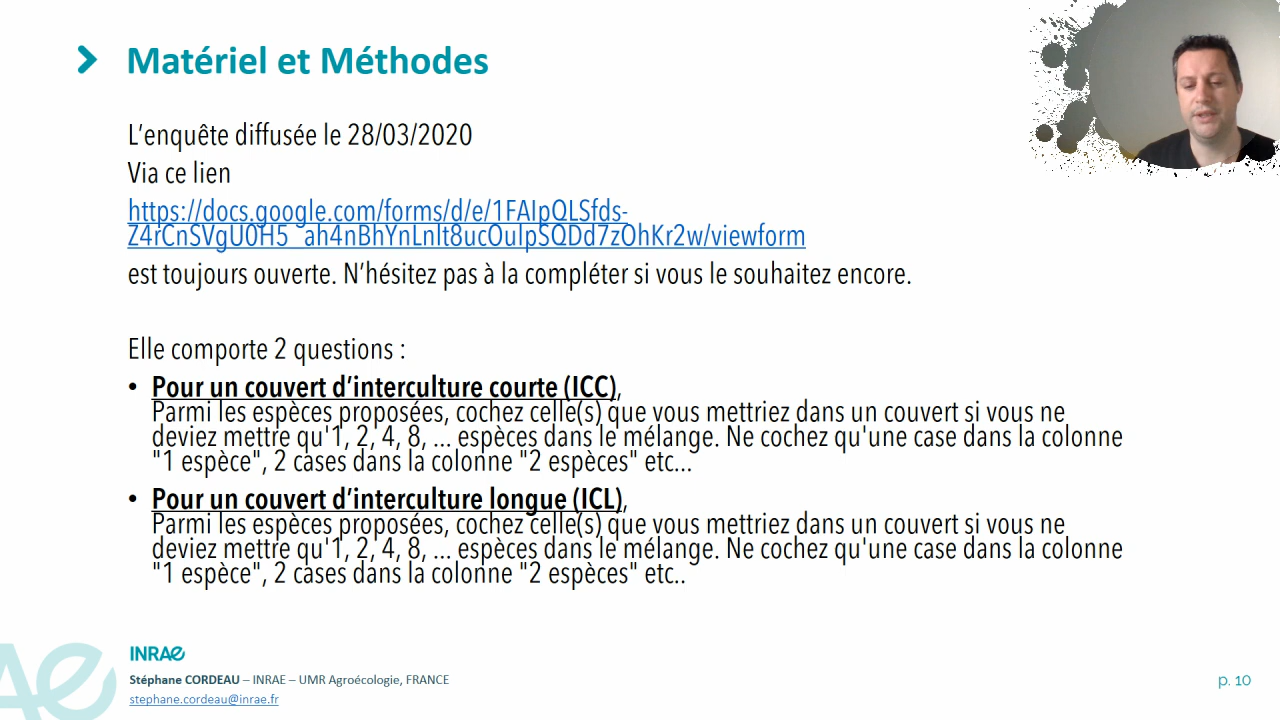 Matériel et Méthodes
L’enquête diffusée le 28/03/2020
Via ce lien
https://docs.google.com/forms/d/e/1FAIpQLSfds-
Z4rCnSVgU0H5_ah4nBhYnLnlt8ucOulpSQDd7zOhKr2w/viewform
est toujours ouverte. N’hésitez pas à la compléter si vous le souhaitez encore.
Elle comporte 2 questions :
• Pour un couvert d’interculture courte (ICC),
Parmi les espèces proposées, cochez celle(s) que vous mettriez dans un couvert si vous ne
deviez mettre qu'1, 2, 4, 8, ... espèces dans le mélange. Ne cochez qu'une case dans la colonne
"1 espèce", 2 cases dans la colonne "2 espèces" etc...
• Pour un couvert d’interculture longue (ICL),
Parmi les espèces proposées, cochez celle(s) que vous mettriez dans un couvert si vous ne
deviez mettre qu'1, 2, 4, 8, ... espèces dans le mélange. Ne cochez qu'une case dans la colonne
"1 espèce", 2 cases dans la colonne "2 espèces" etc..
INRAE
Stéphane CORDEAU – INRAE – UMR Agroécologie, FRANCE
stephane.cordeau@inrae.fr
p. 10